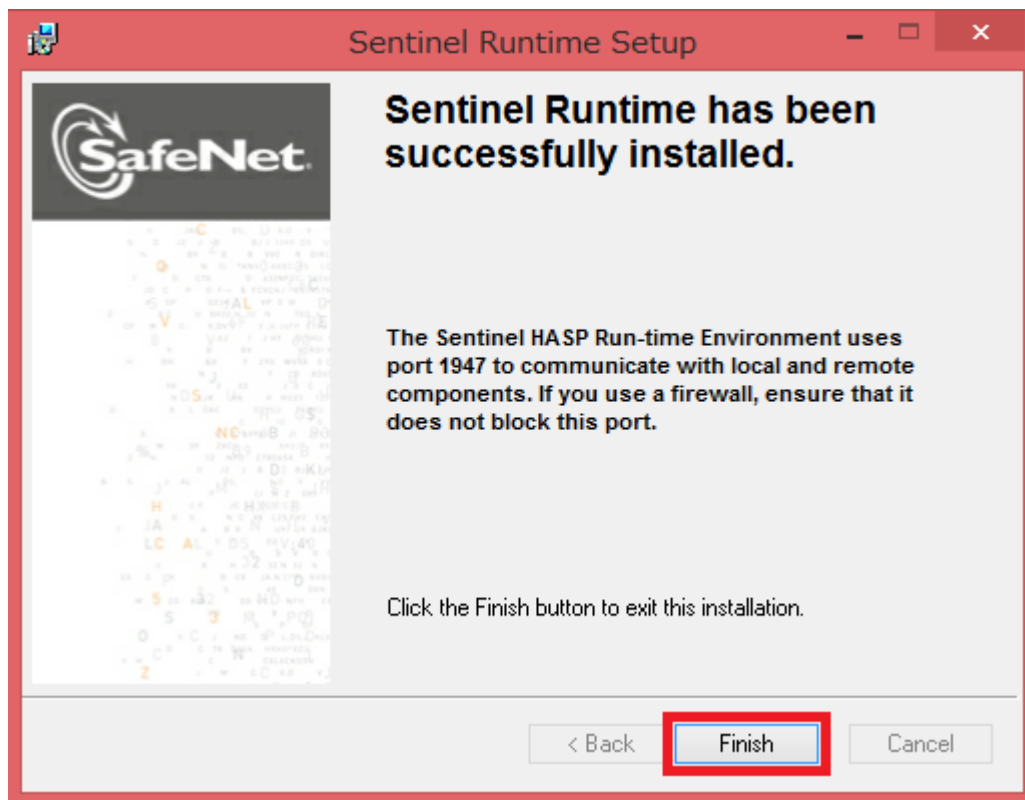 Sentinel Runtime Setup
SafeNet.
Sentinel Runtime has been
successfully installed.
The Sentinel HASP Run-time Environment uses
port 1947 to communicate with local and remote
components. If you use a firewall, ensure that it
does not block this port.
Click the Finish button to exit this installation.
< Back
Finish
Cancel